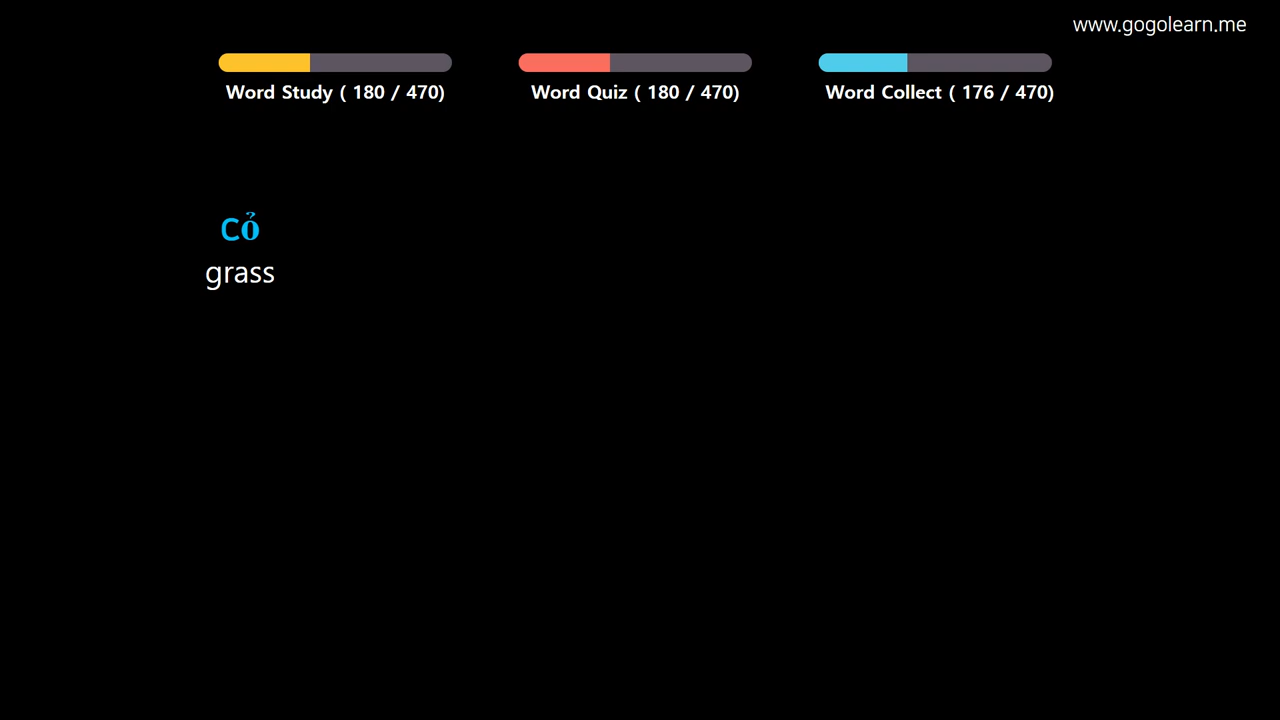 www.gogolearn.me
Word Study ( 180 / 470)
Word Quiz ( 180 / 470)
Word Collect ( 176 / 470)
Cỏ
grass